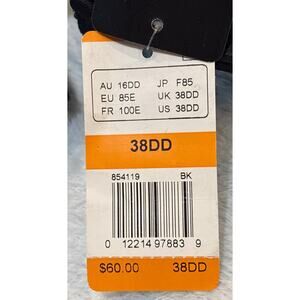 AU 16DD JP F85
EU 85E UK 38DD
FR 100E US 38DD
38DD
854119 BK
0 12214 97883 9
$60.00 38DD